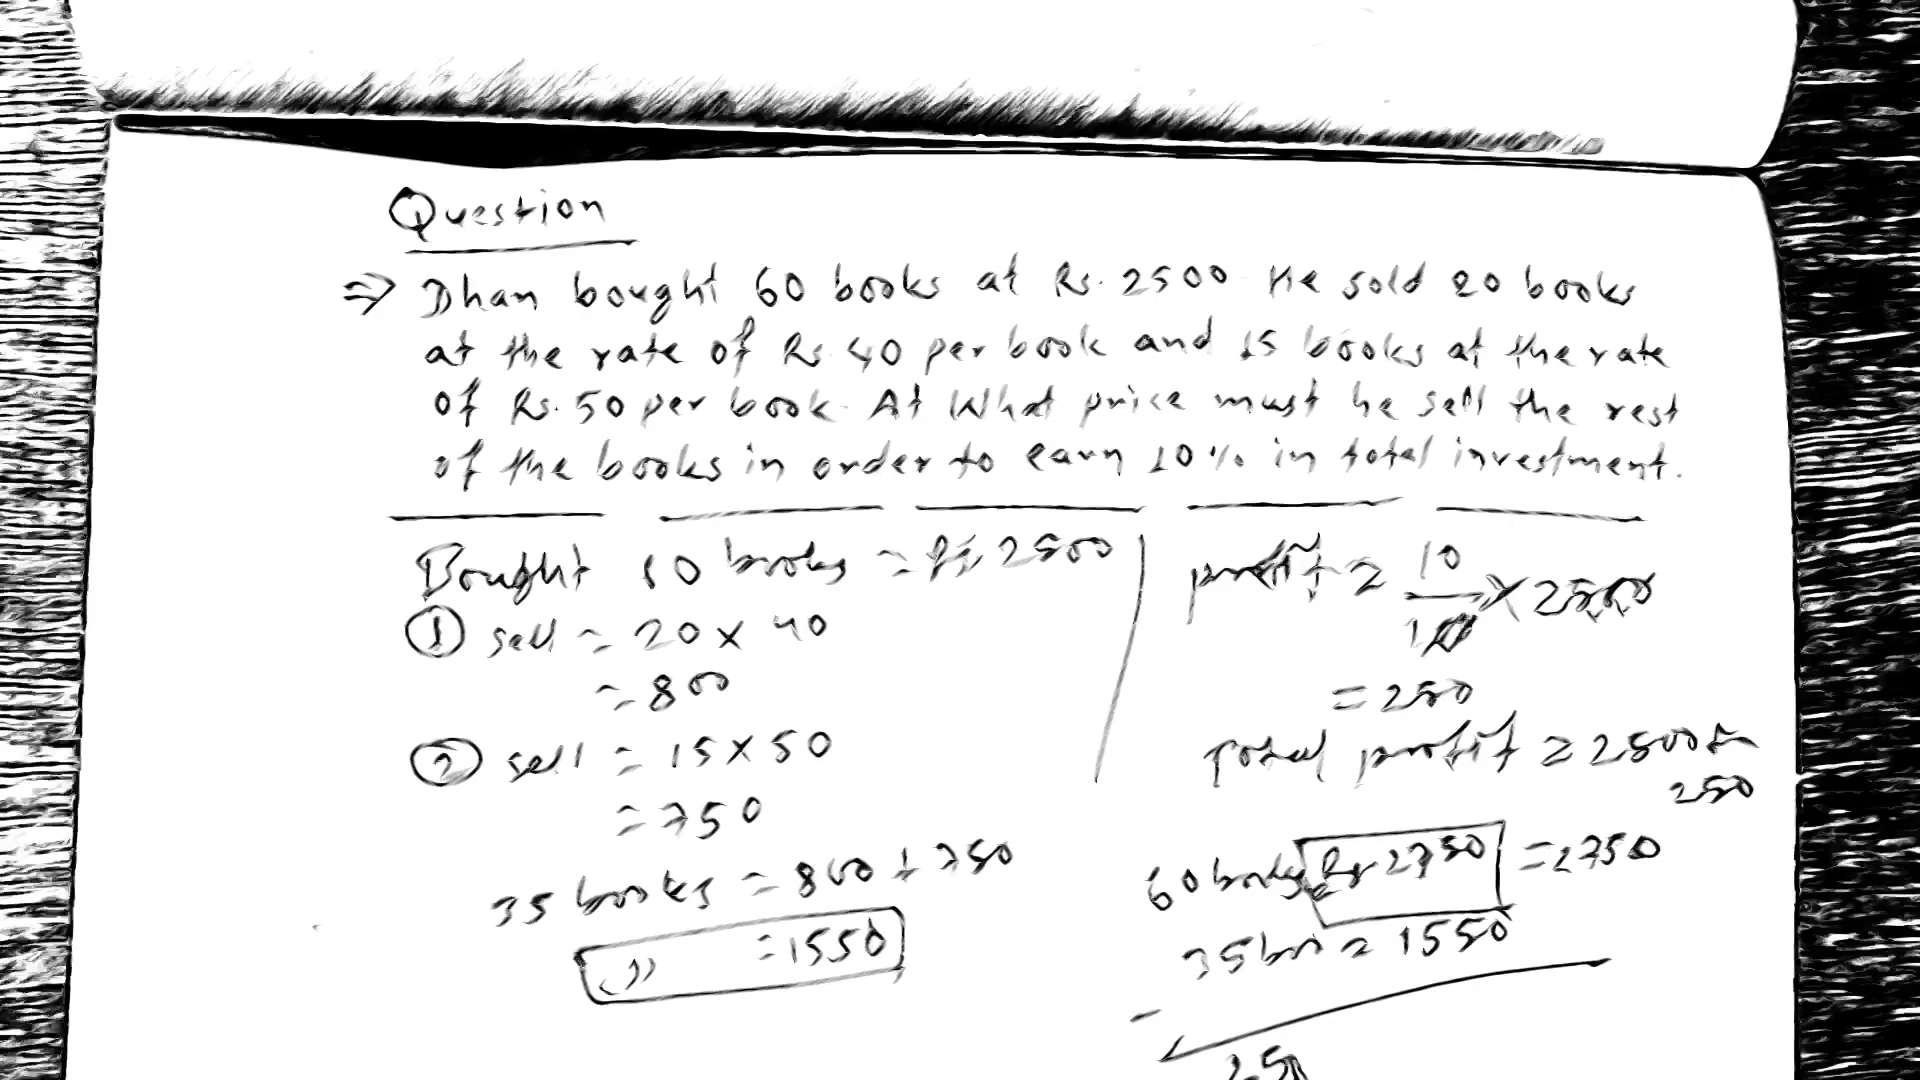 Question
⇒ Dhan bought 60 books at Rs. 2500. He sold 20 books
at the rate of Rs 40 per book and 15 books at the rate
of Rs. 50 per book. At What price must he sell the rest
of the books in order to earn 10% in total investment.
Bought 60 books = Rs 2500
① sell = 20 x 40
= 800
② sell = 15 x 50
= 750
35 books = 800 + 750
" = 1550
profit = 10/100 x 2500
= 250
Total profit = 2500 +
250
60 books Rs 2750 = 2750
35 boo = 1550
-